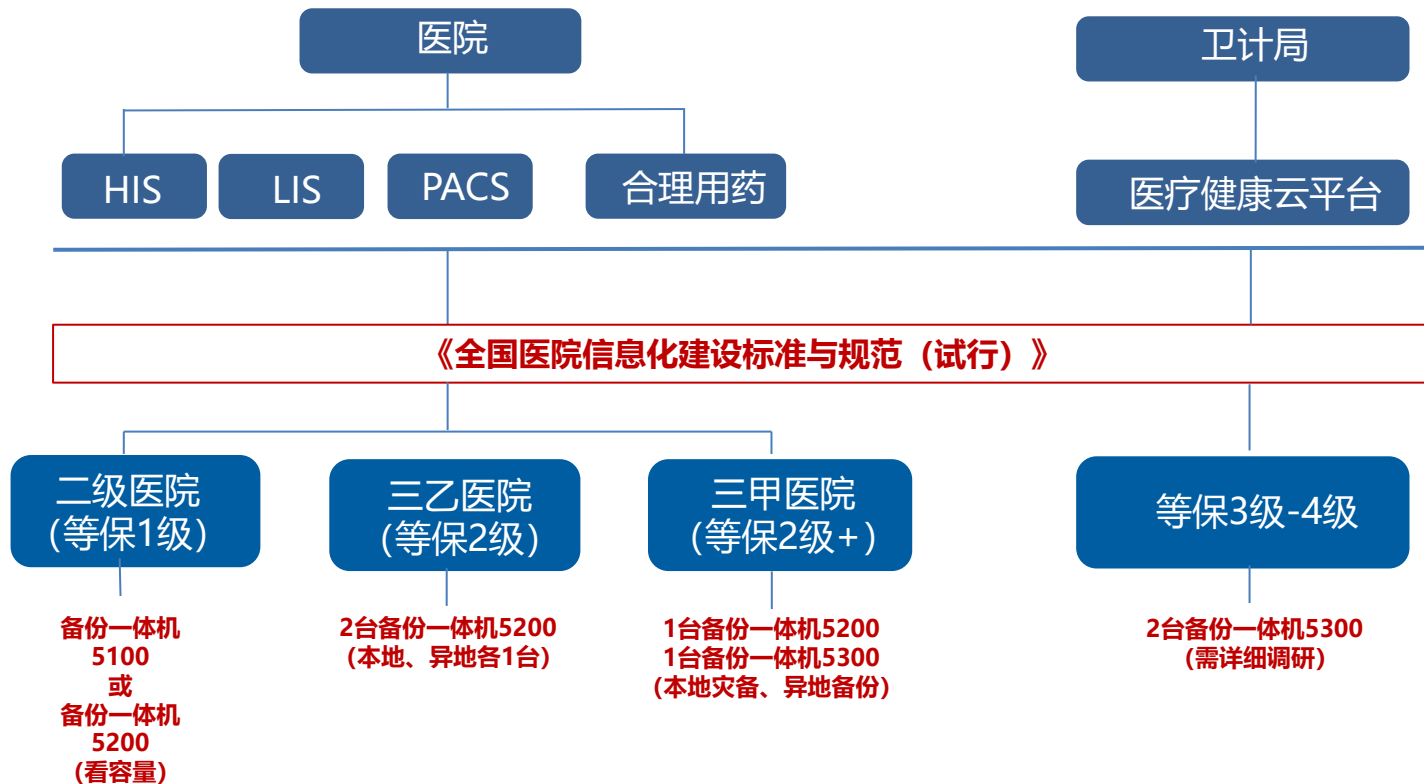 医院
卫计局
HIS
LIS
PACS
合理用药
医疗健康云平台
《全国医院信息化建设标准与规范（试行）》
二级医院
（等保1级）
三乙医院
（等保2级）
三甲医院
（等保2级+）
等保3级-4级
备份一体机
5100
或
备份一体机
5200
（看容量）
2台备份一体机5200
（本地、异地各1台）
1台备份一体机5200
1台备份一体机5300
（本地灾备、异地备份）
2台备份一体机5300
（需详细调研）